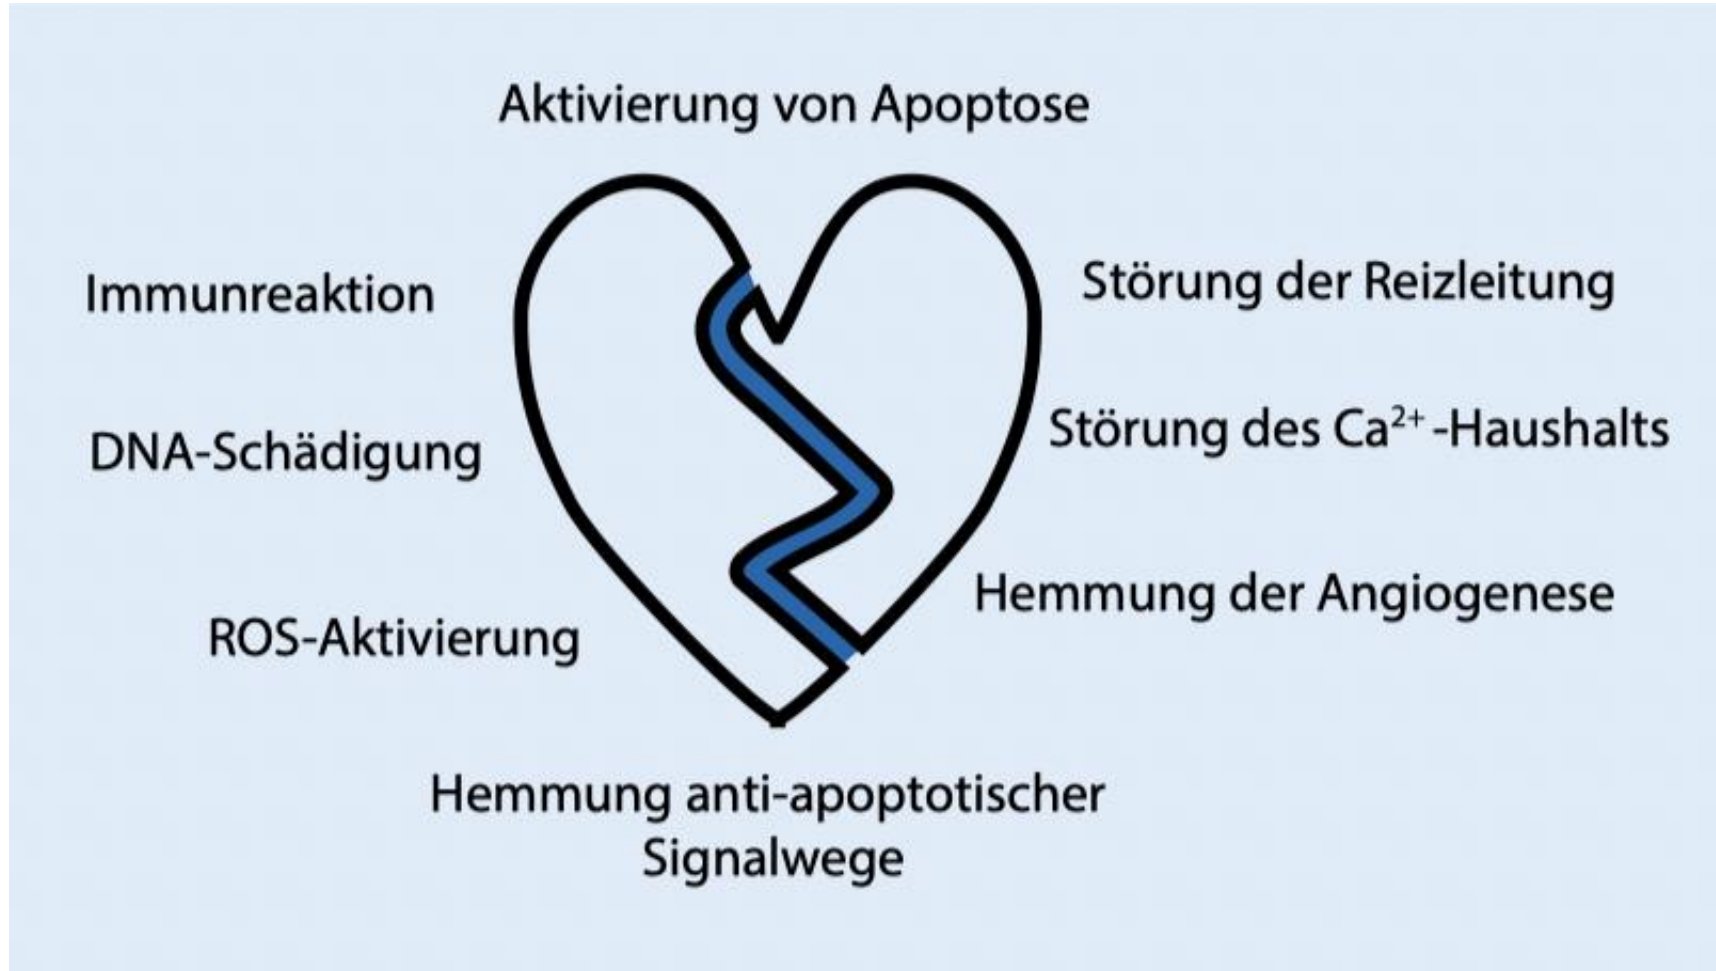 Aktivierung von Apoptose
Immunreaktion
Störung der Reizleitung
DNA-Schädigung
Störung des Ca²⁺-Haushalts
ROS-Aktivierung
Hemmung der Angiogenese
Hemmung anti-apoptotischer
Signalwege